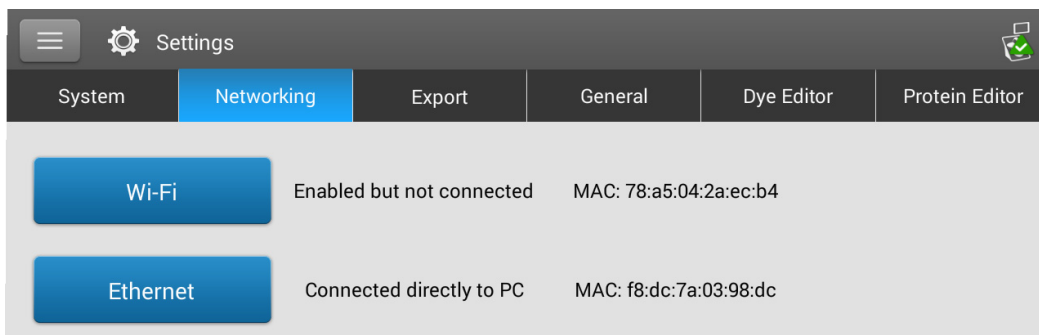 Settings
System Networking Export General Dye Editor Protein Editor
Wi-Fi Enabled but not connected MAC: 78:a5:04:2a:ec:b4
Ethernet Connected directly to PC MAC: f8:dc:7a:03:98:dc